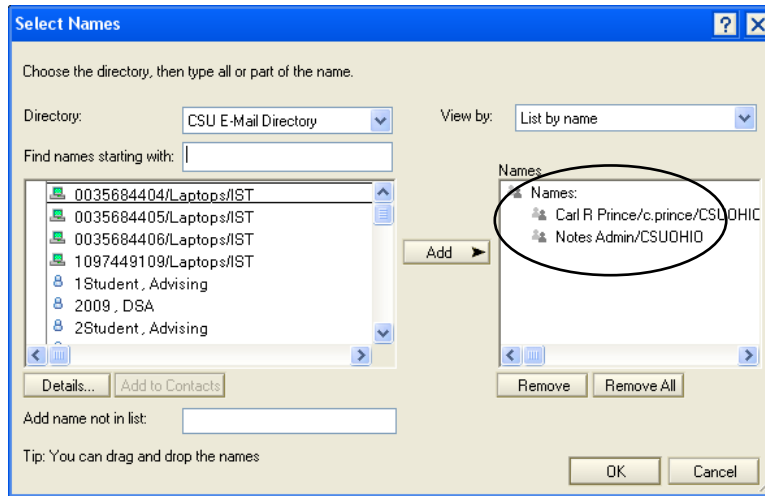 Select Names
Choose the directory, then type all or part of the name.
Directory: CSU E-Mail Directory View by: List by name
Find names starting with:
Names
0035684404/Laptops/IST
0035684405/Laptops/IST
0035684406/Laptops/IST
1097449109/Laptops/IST
1Student , Advising
2009 , DSA
2Student , Advising
Add
Names:
Carl R Prince/c.prince/CSUOHIO
Notes Admin/CSUOHIO
Details... Add to Contacts Remove Remove All
Add name not in list:
Tip: You can drag and drop the names
OK Cancel